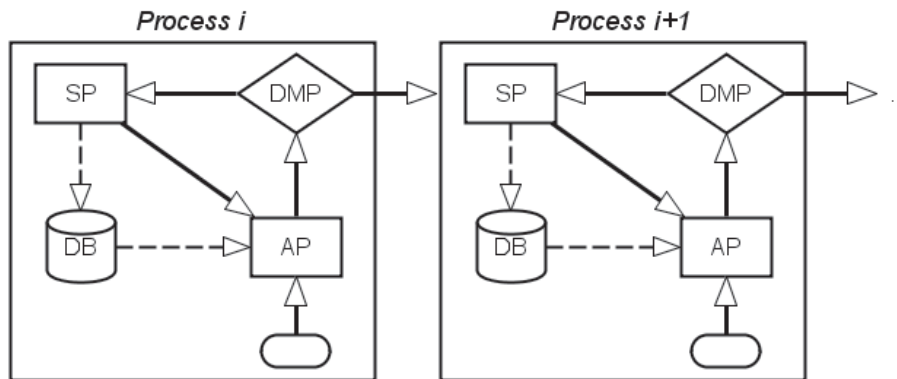 Process i
Process i+1
SP
DMP
SP
DMP
.
DB
AP
DB
AP